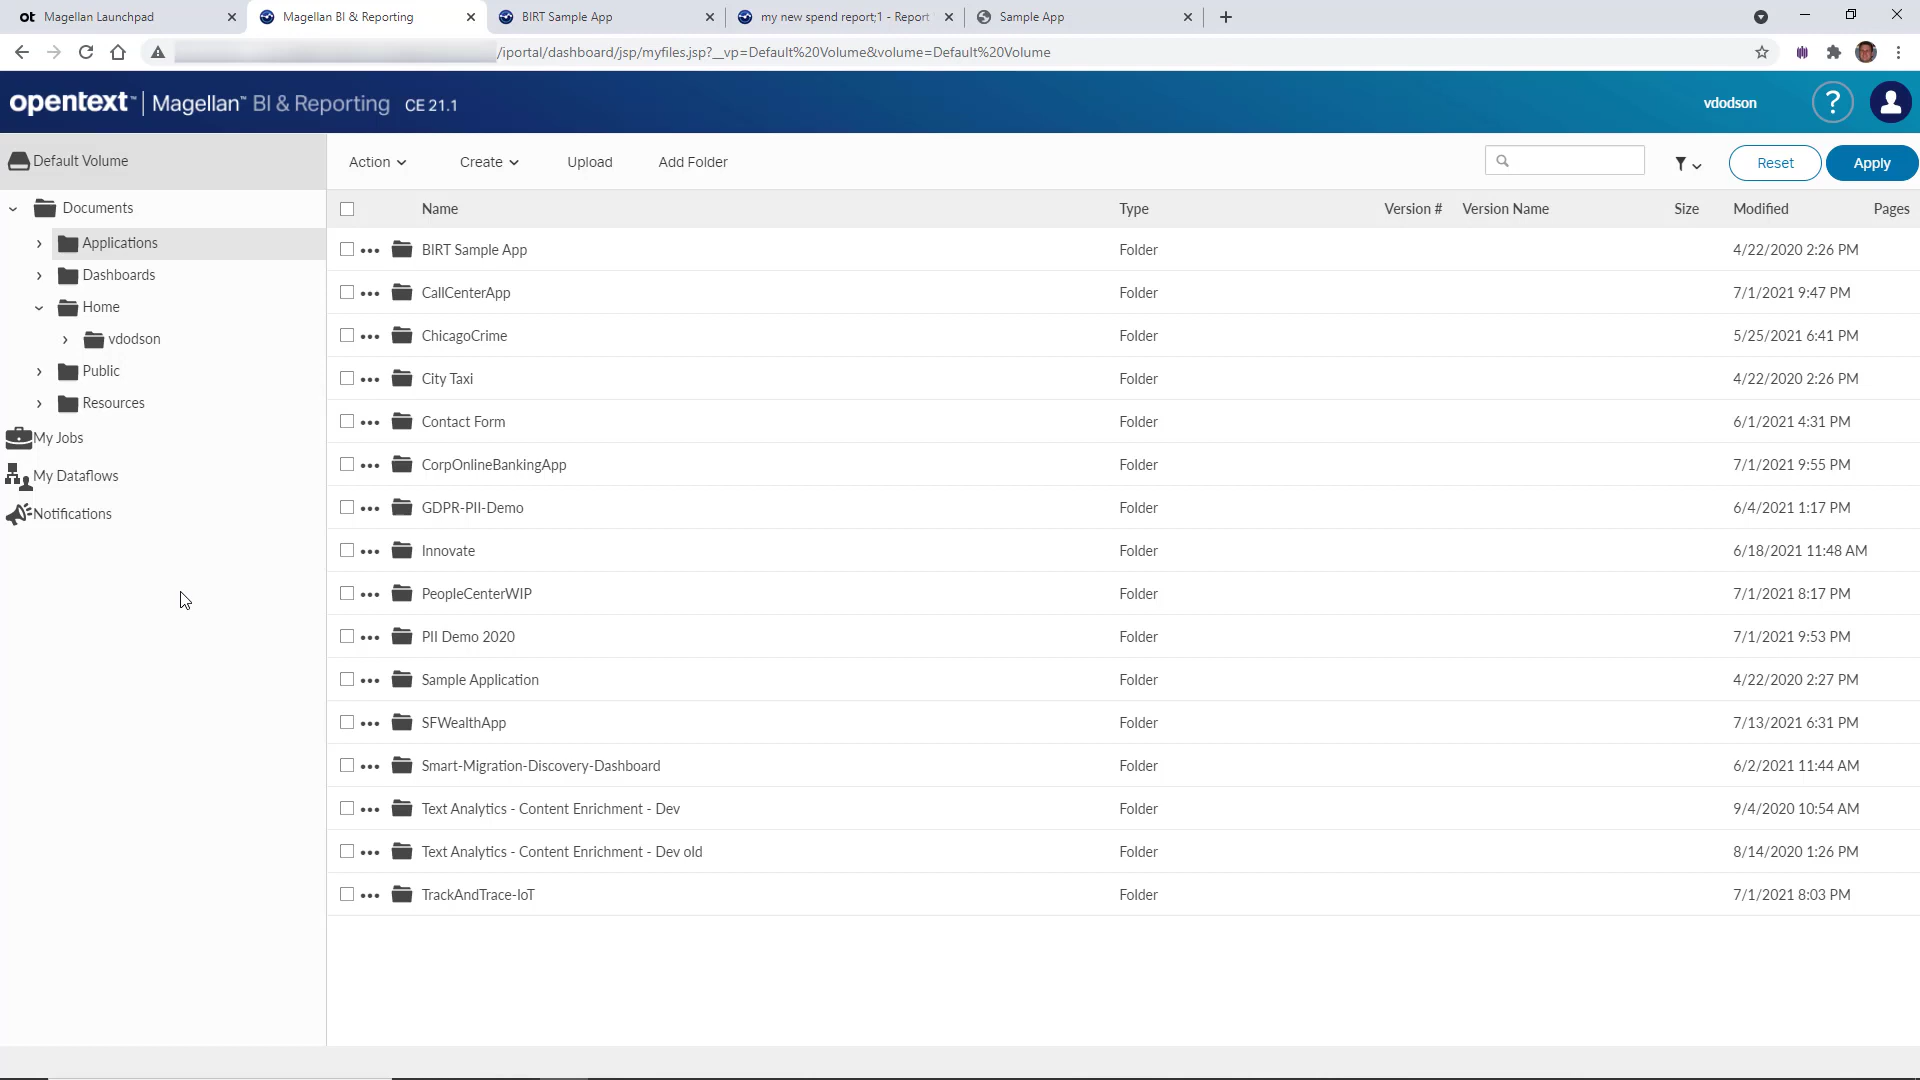 ot Magellan Launchpad
Magellan BI & Reporting
BIRT Sample App
my new spend report;1 - Report
Sample App
/iportal/dashboard/jsp/myfiles.jsp?__vp=Default%20Volume&volume=Default%20Volume
opentext™ | Magellan™ BI & Reporting CE 21.1
vdodson
?
Default Volume
Action Create Upload Add Folder
Reset Apply
Documents
Applications
Dashboards
Home
vdodson
Public
Resources
My Jobs
My Dataflows
Notifications
Name Type Version # Version Name Size Modified Pages
BIRT Sample App Folder 4/22/2020 2:26 PM
CallCenterApp Folder 7/1/2021 9:47 PM
ChicagoCrime Folder 5/25/2021 6:41 PM
City Taxi Folder 4/22/2020 2:26 PM
Contact Form Folder 6/1/2021 4:31 PM
CorpOnlineBankingApp Folder 7/1/2021 9:55 PM
GDPR-PII-Demo Folder 6/4/2021 1:17 PM
Innovate Folder 6/18/2021 11:48 AM
PeopleCenterWIP Folder 7/1/2021 8:17 PM
PII Demo 2020 Folder 7/1/2021 9:53 PM
Sample Application Folder 4/22/2020 2:27 PM
SFWealthApp Folder 7/13/2021 6:31 PM
Smart-Migration-Discovery-Dashboard Folder 6/2/2021 11:44 AM
Text Analytics - Content Enrichment - Dev Folder 9/4/2020 10:54 AM
Text Analytics - Content Enrichment - Dev old Folder 8/14/2020 1:26 PM
TrackAndTrace-IoT Folder 7/1/2021 8:03 PM